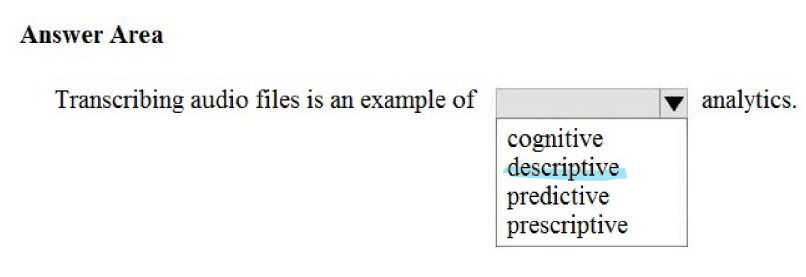 Answer Area
Transcribing audio files is an example of analytics.
cognitive
descriptive
predictive
prescriptive